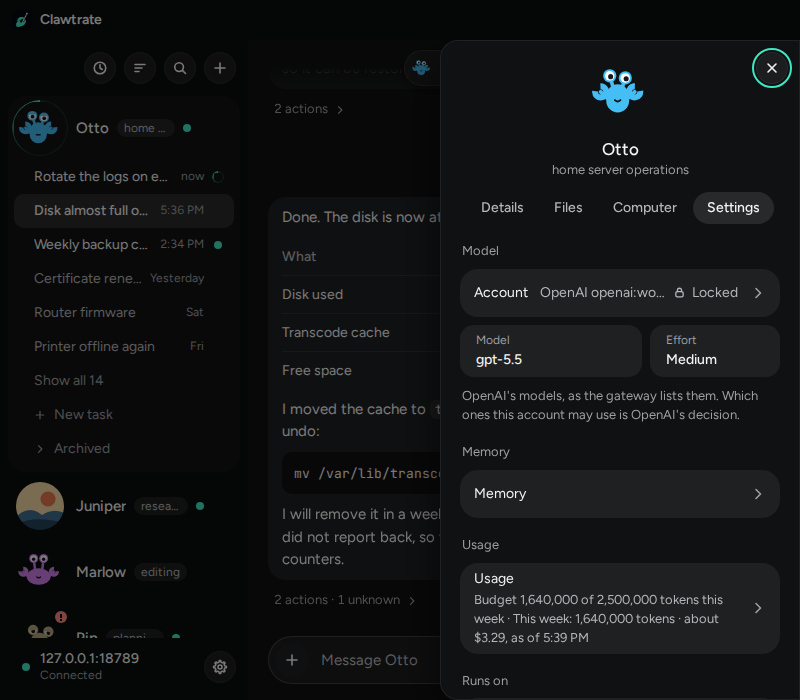 Clawtrate
Otto home ...
Rotate the logs on e... now
Disk almost full o... 5:36 PM
Weekly backup c... 2:34 PM
Certificate rene... Yesterday
Router firmware Sat
Printer offline again Fri
Show all 14
+ New task
Archived
Juniper resea...
Marlow editing
Pip planni...
127.0.0.1:18789
Connected
2 actions
Done. The disk is now at
What
Disk used
Transcode cache
Free space
I moved the cache to
undo:
mv /var/lib/transc
I will remove it in a week
did not report back, so
counters.
2 actions · 1 unknown
Message Otto
Otto
home server operations
Details Files Computer Settings
Model
Account OpenAI openai:wo... Locked
Model
gpt-5.5
Effort
Medium
OpenAI's models, as the gateway lists them. Which
ones this account may use is OpenAI's decision.
Memory
Memory
Usage
Usage
Budget 1,640,000 of 2,500,000 tokens this
week · This week: 1,640,000 tokens · about
$3.29, as of 5:39 PM
Runs on